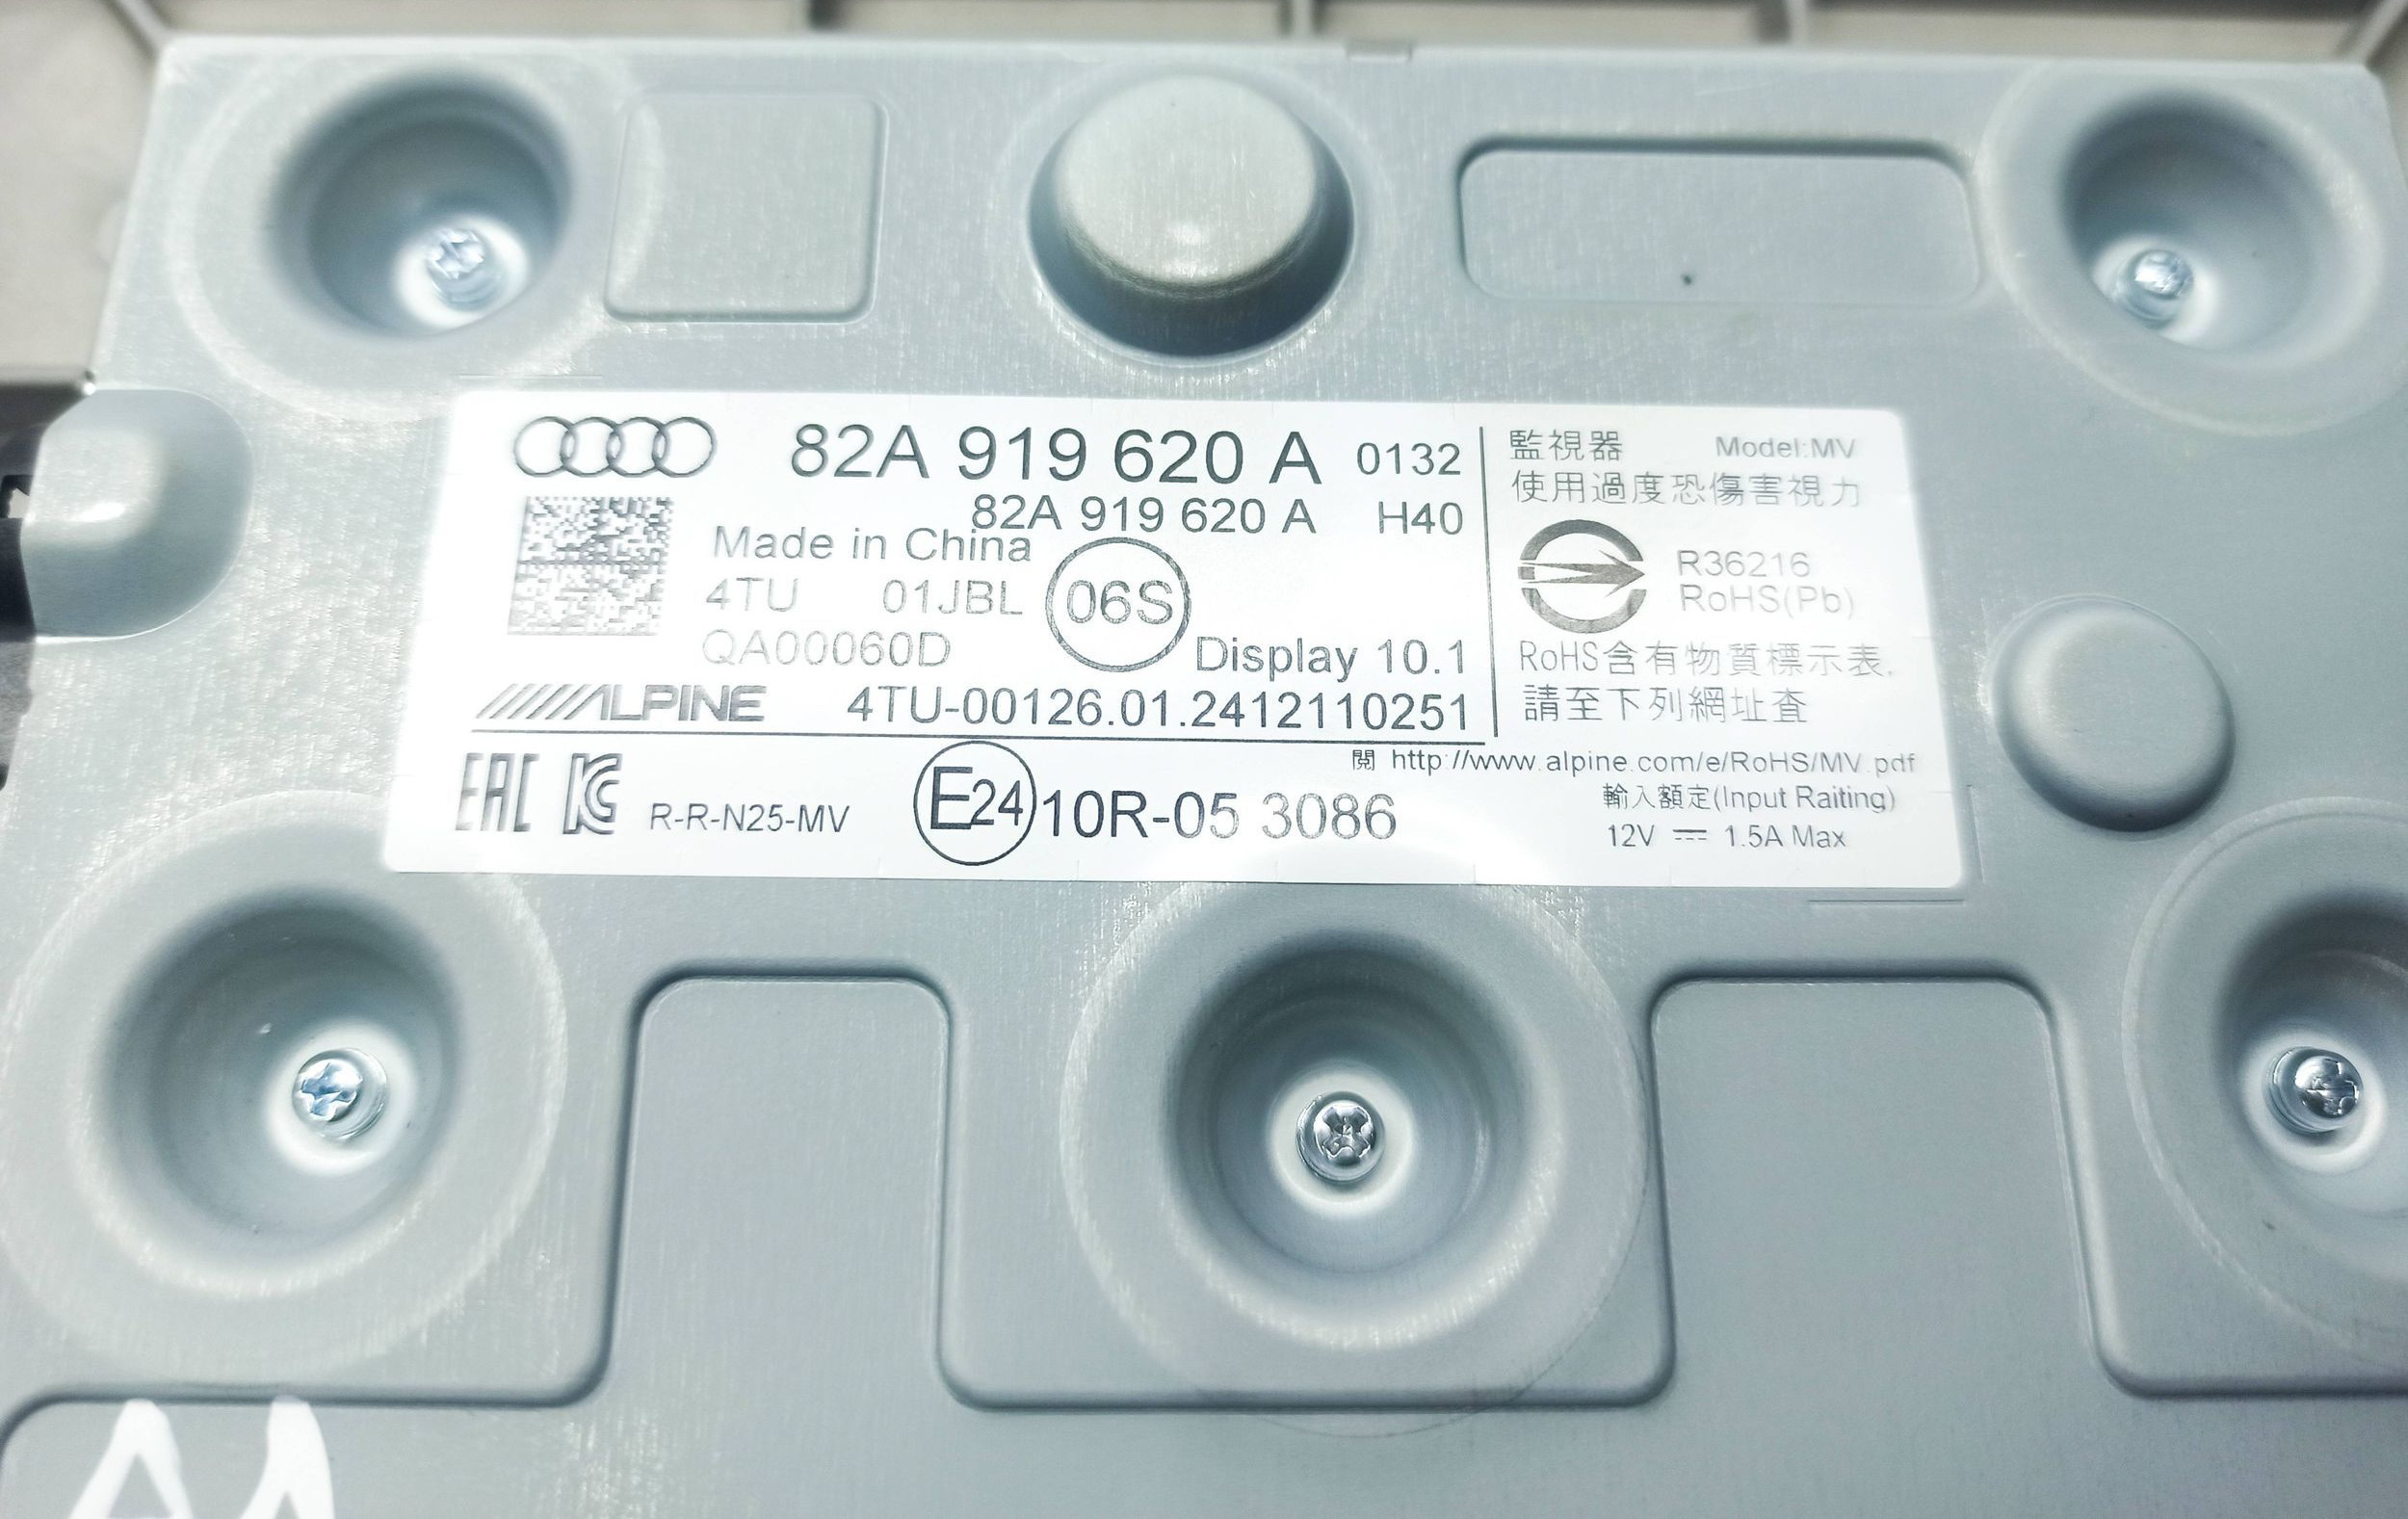 82A 919 620 A 0132
82A 919 620 A H40
Made in China
4TU 01JBL 06S
QA00060D
Display 10.1
ALPINE 4TU-00126.01.2412110251
監視器 Model:MV
使用過度恐傷害視力
R36216
RoHS(Pb)
RoHS含有物質標示表,
請至下列網址查
閱 http://www.alpine.com/e/RoHS/MV.pdf
輸入額定(Input Raiting)
12V ⎓ 1.5A Max
EAC KC R-R-N25-MV E24 10R-05 3086